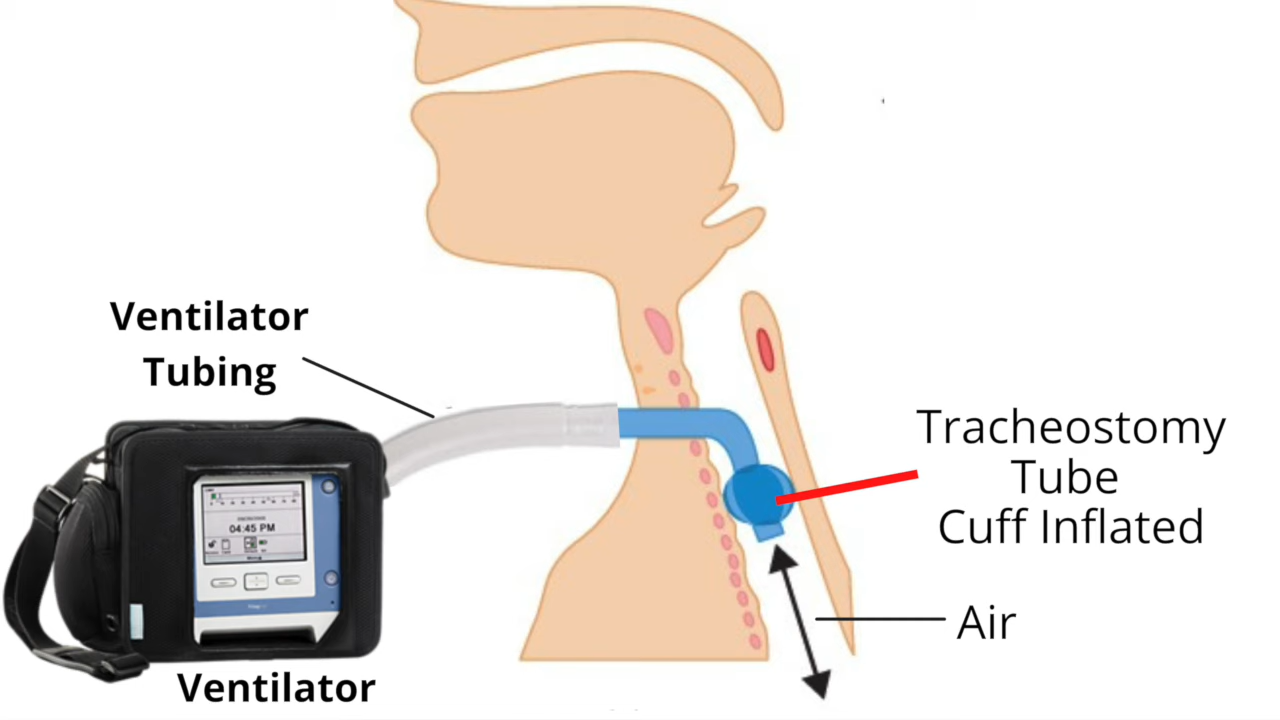 Ventilator
Tubing
04:45 PM
Tracheostomy
Tube
Cuff Inflated
Air
Ventilator